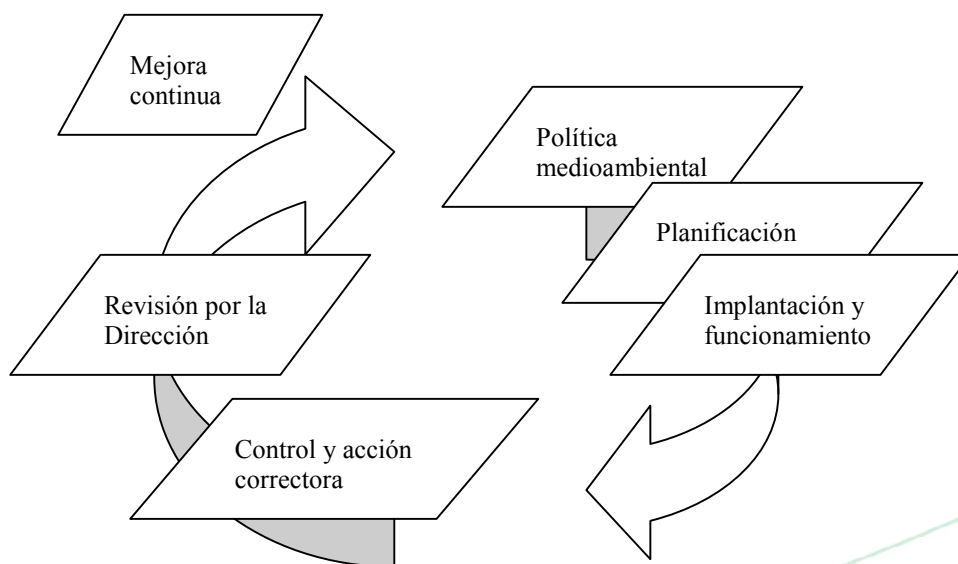 Mejora
continua
Política
medioambiental
Planificación
Implantación y
funcionamiento
Revisión por la
Dirección
Control y acción
correctora